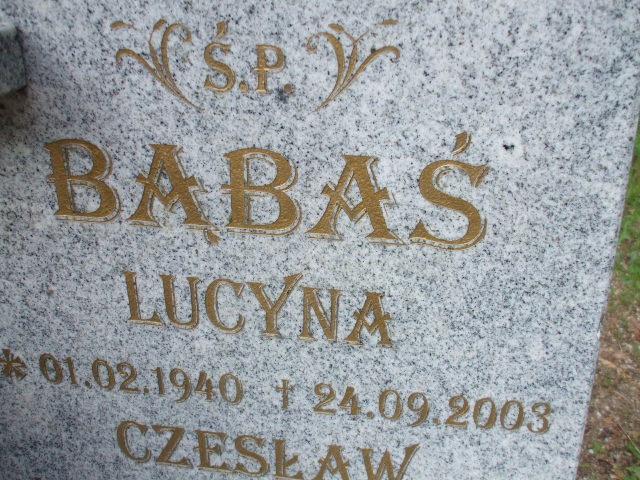 Ś.P.
BĄBAŚ
LUCYNA
* 01.02.1940 † 24.09.2003
CZESŁAW